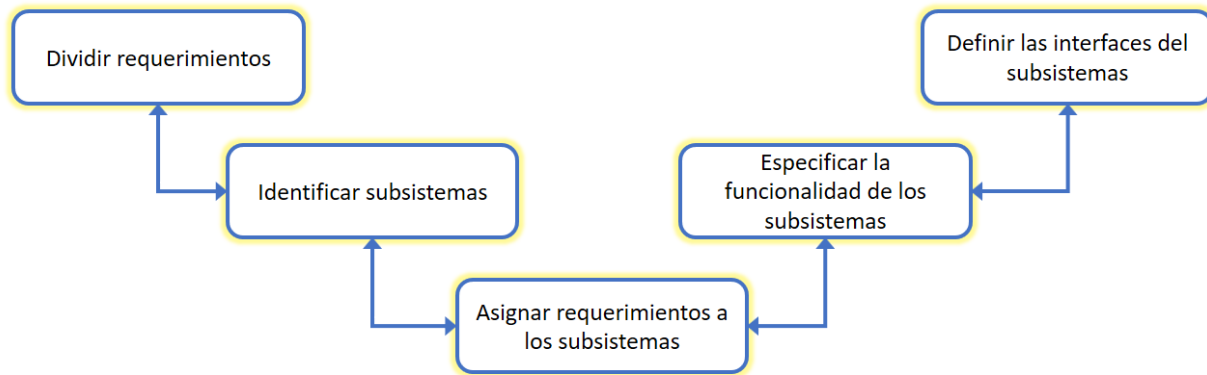 Dividir requerimientos
Identificar subsistemas
Asignar requerimientos a
los subsistemas
Especificar la
funcionalidad de los
subsistemas
Definir las interfaces del
subsistemas